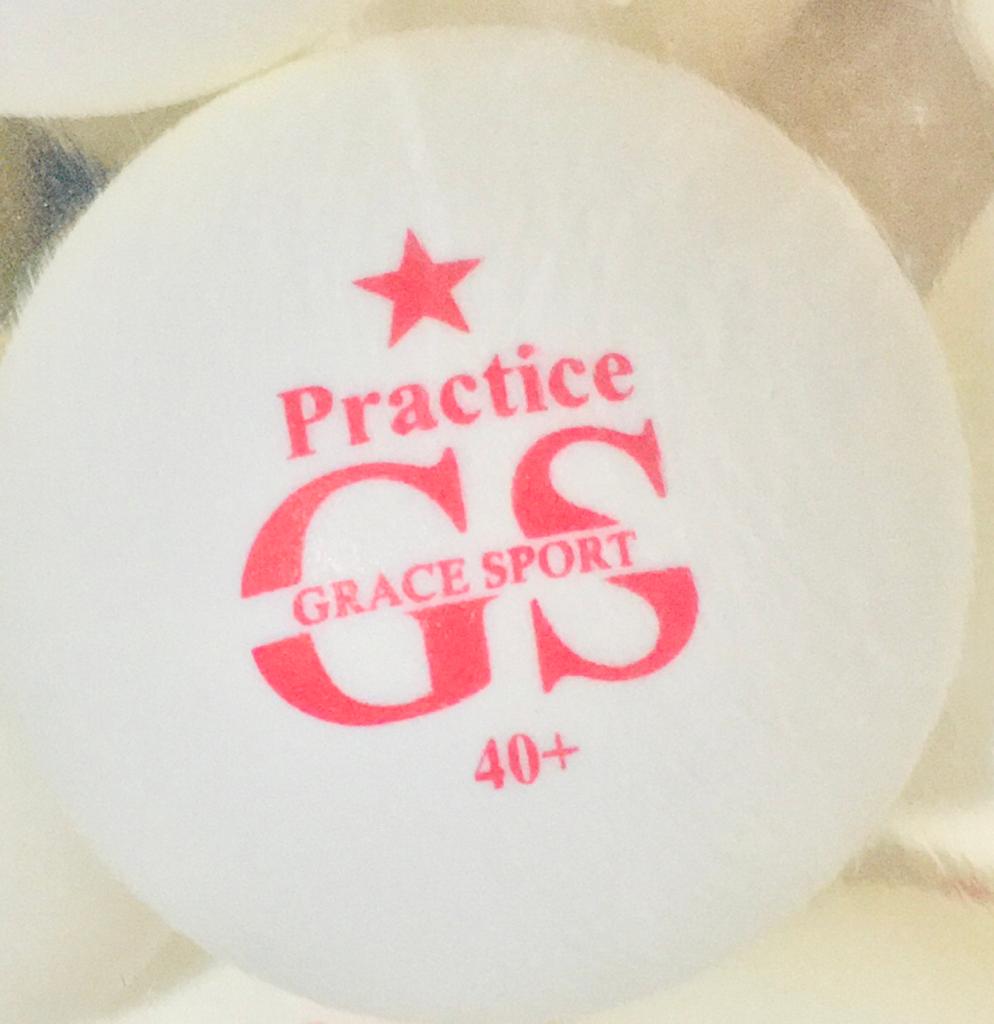 Practice
GS
GRACE SPORT
40+